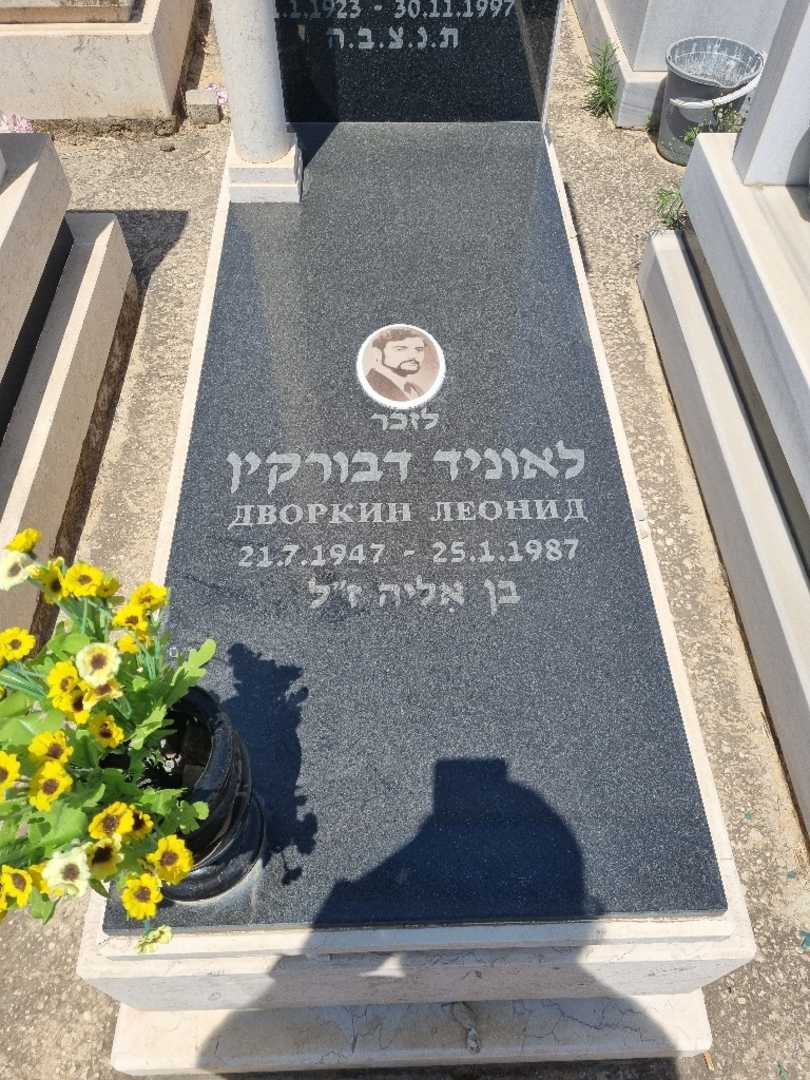 .1.1923 - 30.11.1997
ת.נ.צ.ב.ה
לזכר
לאוניד דבורקין
ДВОРКИН ЛЕОНИД
21.7.1947 - 25.1.1987
בן אליה ז"ל